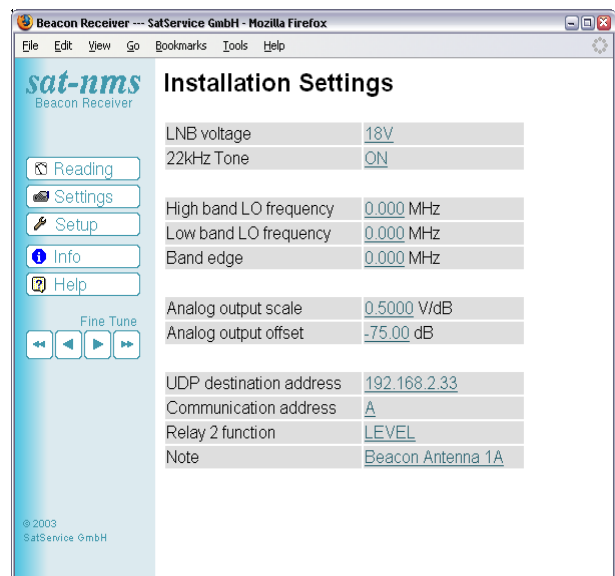 Beacon Receiver --- SatService GmbH - Mozilla Firefox
File Edit View Go Bookmarks Tools Help
sat-nms
Beacon Receiver
Reading
Settings
Setup
Info
Help
Fine Tune
© 2003
SatService GmbH
Installation Settings
LNB voltage 18V
22kHz Tone ON
High band LO frequency 0.000 MHz
Low band LO frequency 0.000 MHz
Band edge 0.000 MHz
Analog output scale 0.5000 V/dB
Analog output offset -75.00 dB
UDP destination address 192.168.2.33
Communication address A
Relay 2 function LEVEL
Note Beacon Antenna 1A